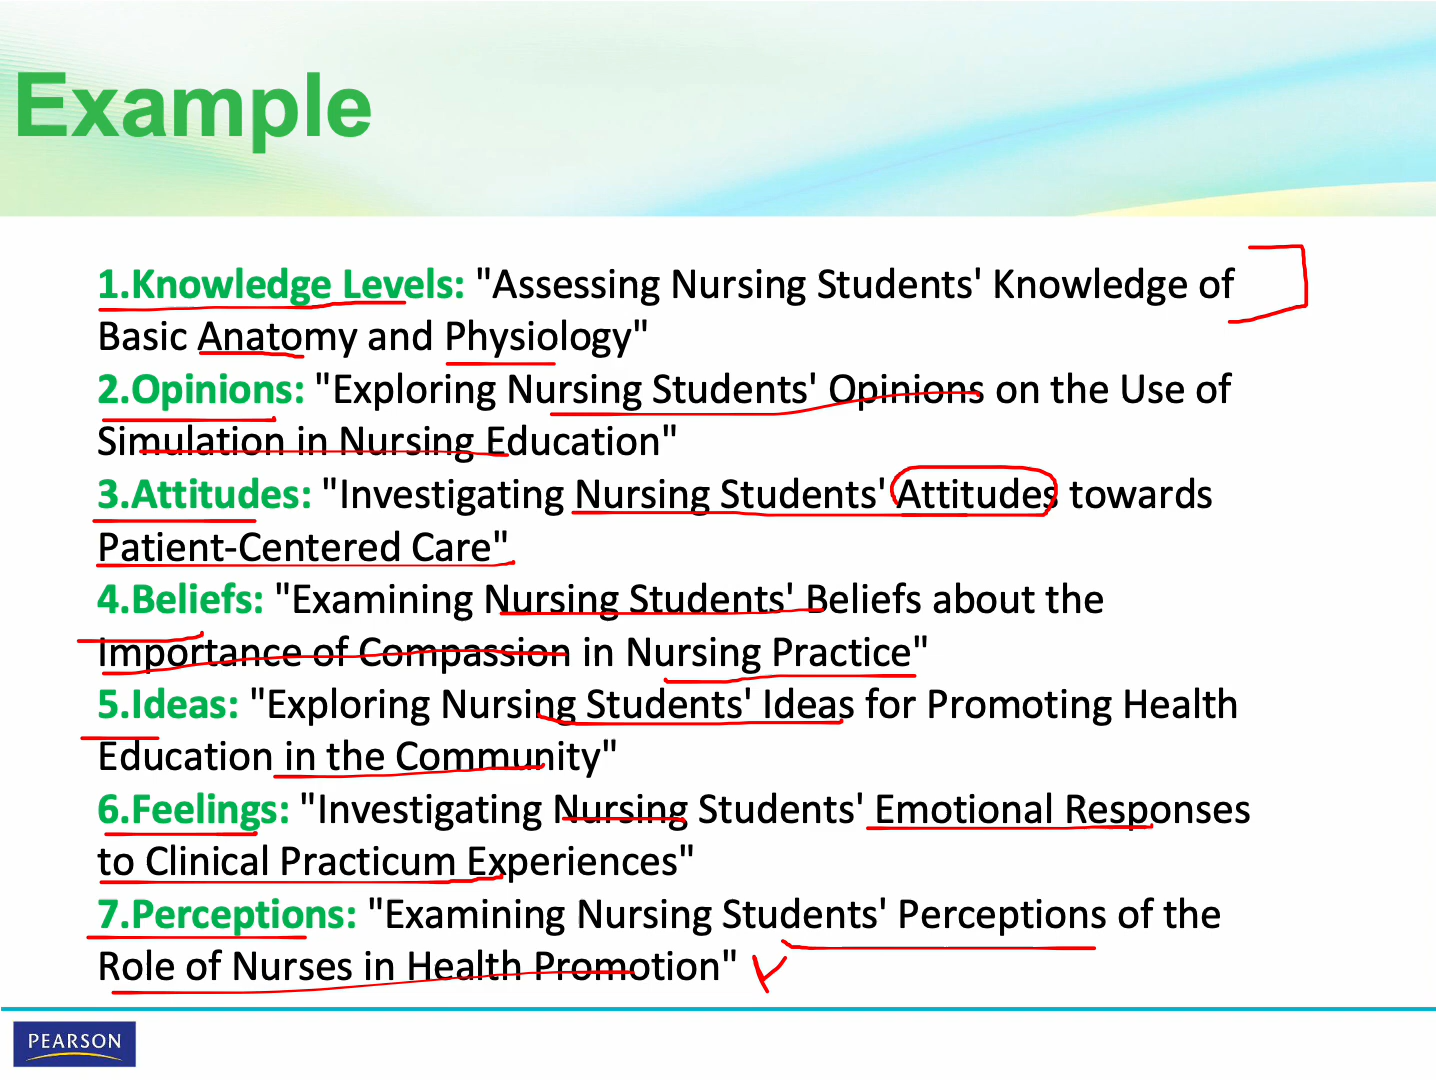 Example
1.Knowledge Levels: "Assessing Nursing Students' Knowledge of
Basic Anatomy and Physiology"
2.Opinions: "Exploring Nursing Students' Opinions on the Use of
Simulation in Nursing Education"
3.Attitudes: "Investigating Nursing Students' Attitudes towards
Patient-Centered Care"
4.Beliefs: "Examining Nursing Students' Beliefs about the
Importance of Compassion in Nursing Practice"
5.Ideas: "Exploring Nursing Students' Ideas for Promoting Health
Education in the Community"
6.Feelings: "Investigating Nursing Students' Emotional Responses
to Clinical Practicum Experiences"
7.Perceptions: "Examining Nursing Students' Perceptions of the
Role of Nurses in Health Promotion"
PEARSON